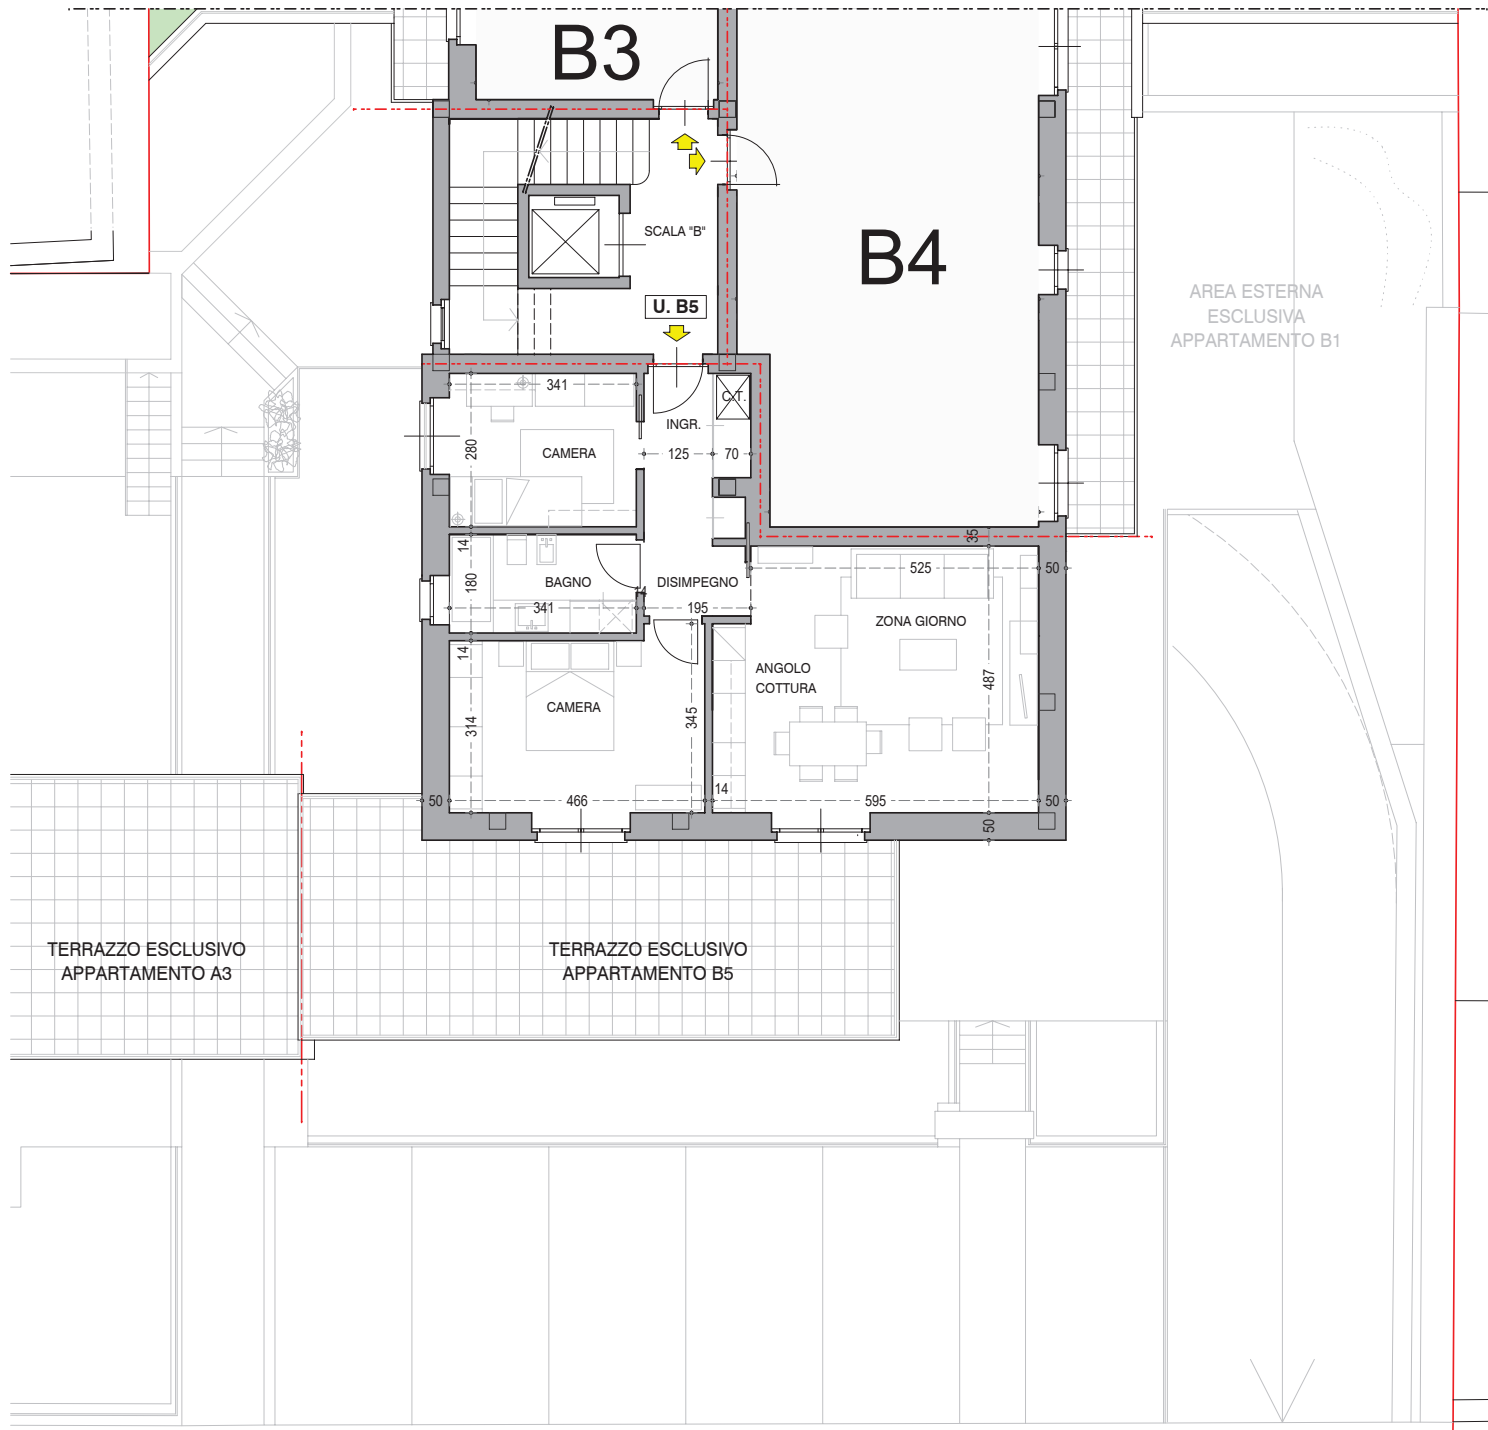 B3
SCALA "B"
B4
U. B5
AREA ESTERNA
ESCLUSIVA
APPARTAMENTO B1
341
C.T.
INGR.
280
CAMERA
125
70
35
14
525
50
180
BAGNO
DISIMPEGNO
14
341
195
ZONA GIORNO
14
ANGOLO
COTTURA
487
CAMERA
314
345
14
50
466
595
50
50
TERRAZZO ESCLUSIVO
APPARTAMENTO A3
TERRAZZO ESCLUSIVO
APPARTAMENTO B5